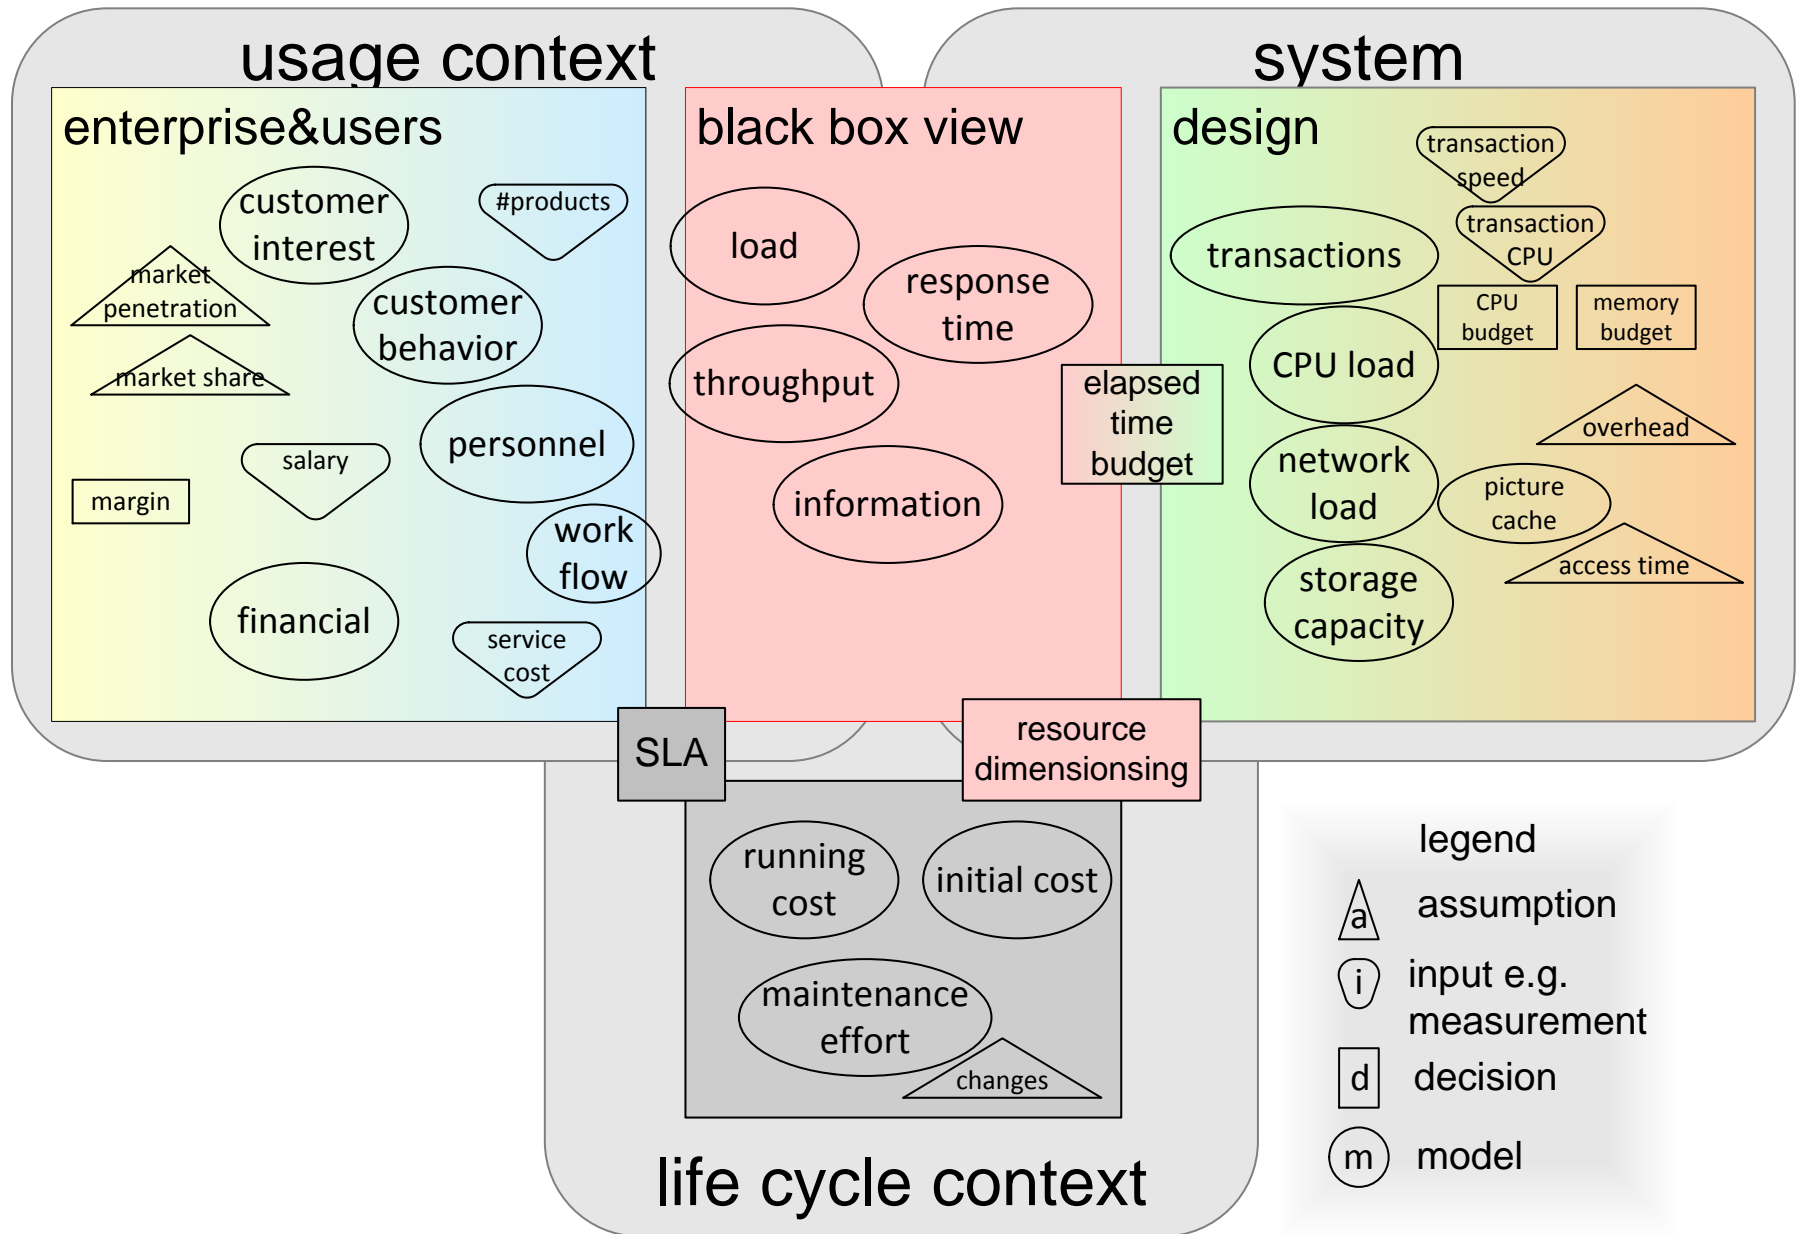 usage context
system
enterprise&users
black box view
design
customer
interest
#products
market
penetration
customer
behavior
market share
personnel
salary
margin
work
flow
financial
service
cost
load
response
time
throughput
information
elapsed
time
budget
transaction
speed
transaction
CPU
transactions
CPU
budget
memory
budget
CPU load
overhead
network
load
picture
cache
access time
storage
capacity
SLA
resource
dimensionsing
running
cost
initial cost
maintenance
effort
changes
life cycle context
legend
a assumption
i input e.g.
measurement
d decision
m model